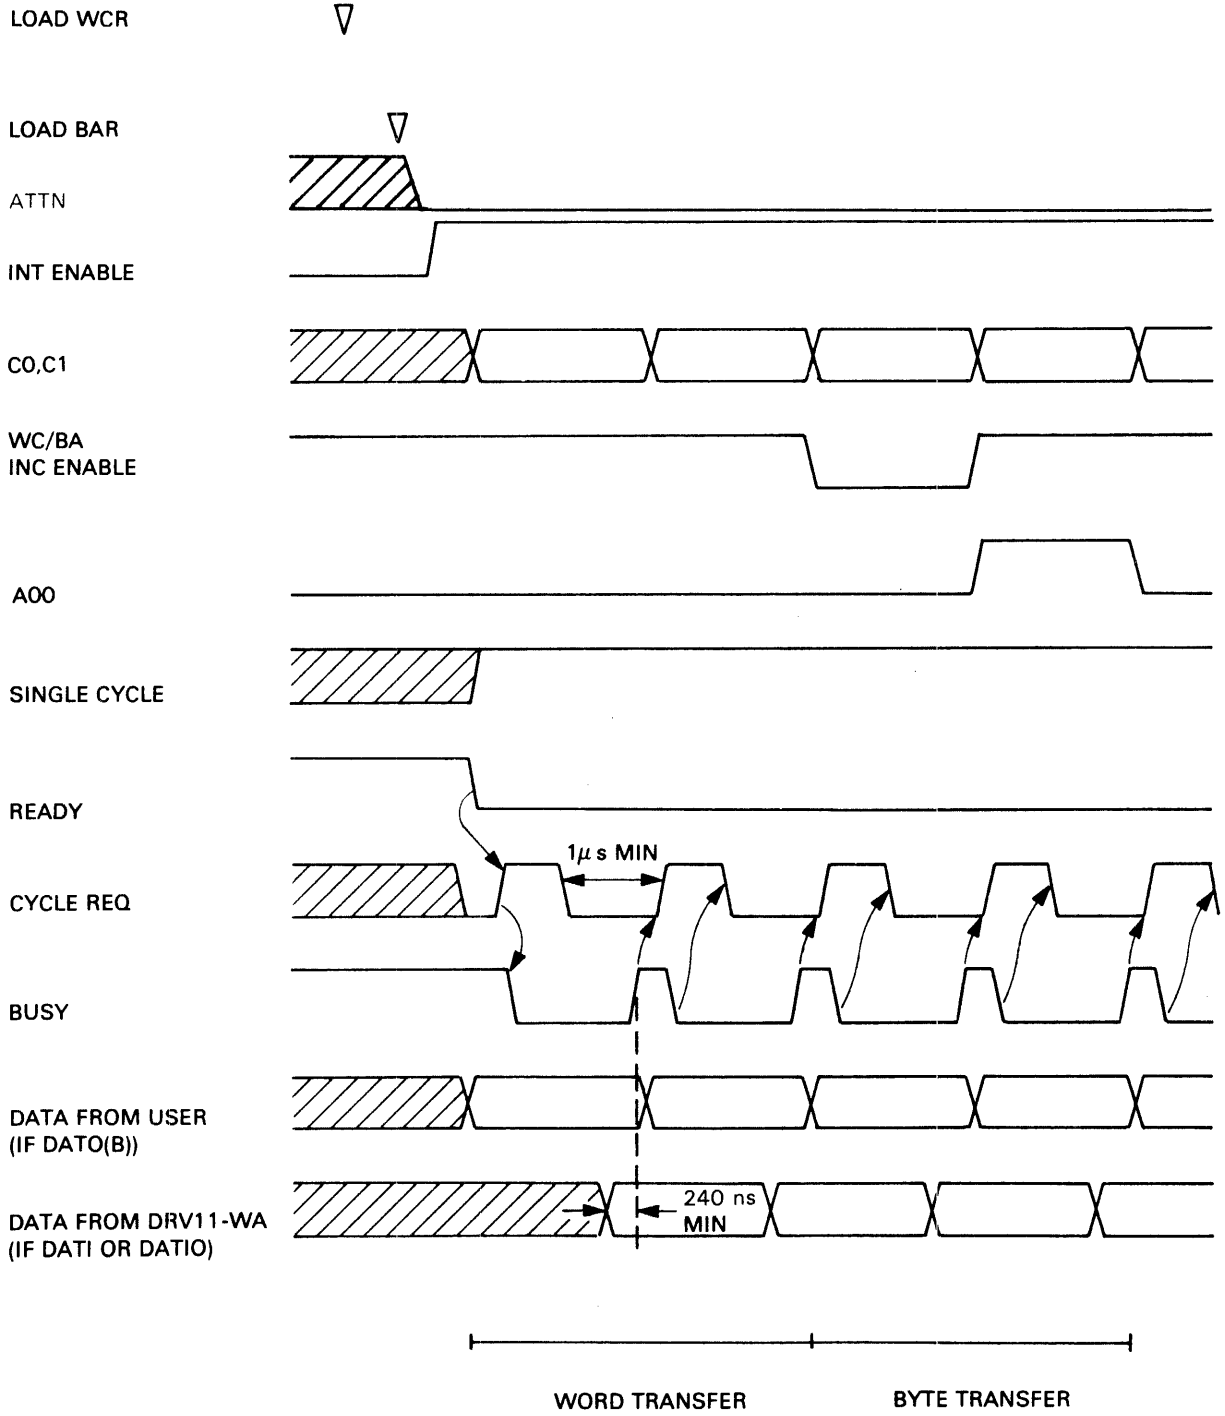 LOAD WCR
LOAD BAR
ATTN
INT ENABLE
C0,C1
WC/BA
INC ENABLE
A00
SINGLE CYCLE
READY
1μs MIN
CYCLE REQ
BUSY
DATA FROM USER
(IF DATO(B))
240 ns
MIN
DATA FROM DRV11-WA
(IF DATI OR DATIO)
WORD TRANSFER
BYTE TRANSFER